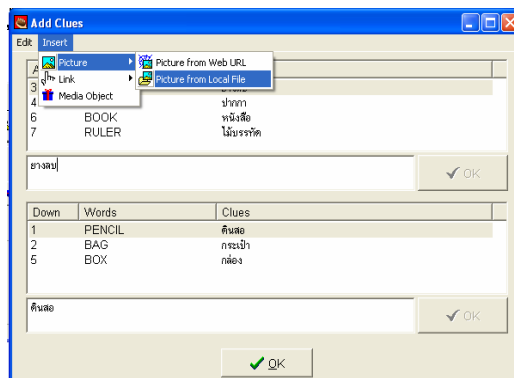 Add Clues
Edit Insert
Picture Picture from Web URL
Link Picture from Local File
Media Object
3
4 ปากกา
6 BOOK หนังสือ
7 RULER ไม้บรรทัด
ยางลบ OK
Down Words Clues
1 PENCIL ดินสอ
2 BAG กระเป๋า
5 BOX กล่อง
ดินสอ OK
OK